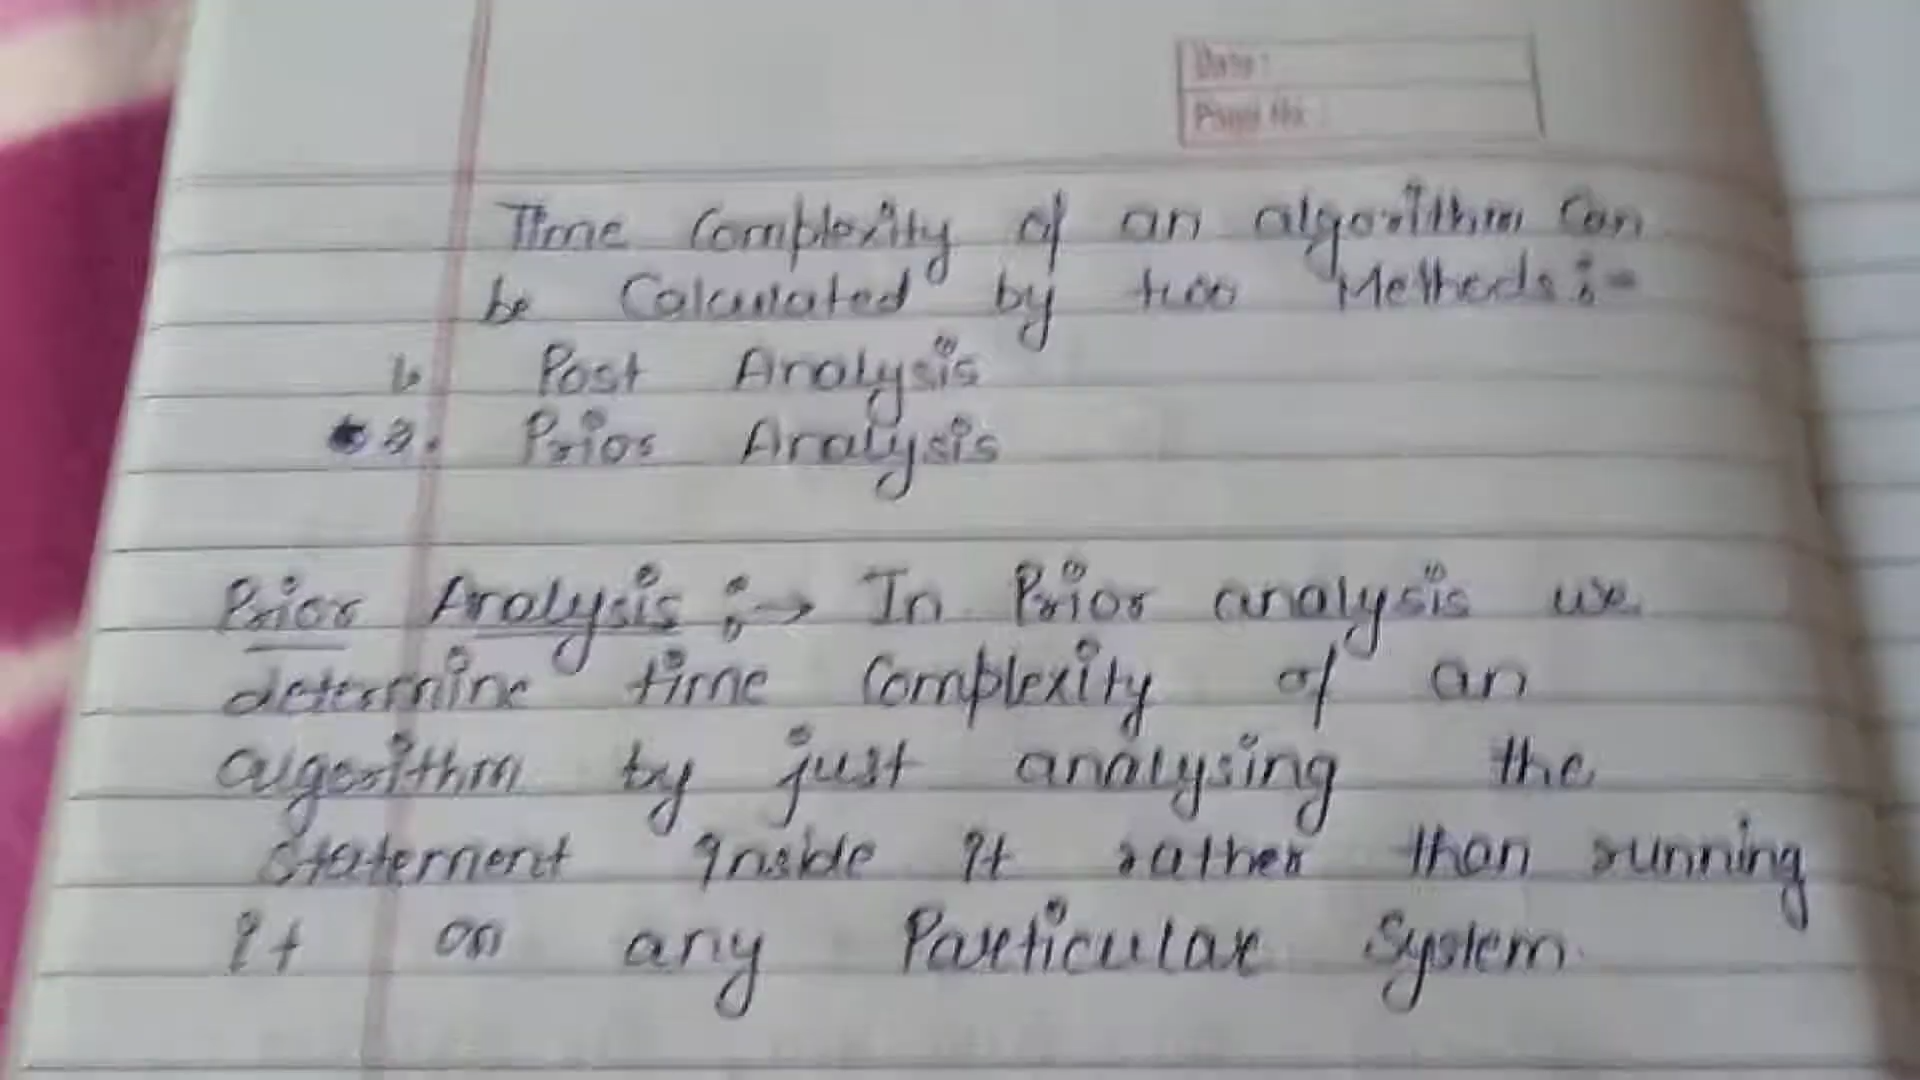 Date:
Page No:
Time Complexity of an algorithm Can
be Calculated by two Methods :-
1. Post Analysis
2. Prior Analysis
Prior Analysis :→ In Prior analysis we
determine time Complexity of an
algorithm by just analysing the
statement inside it rather than running
it on any Particular System.